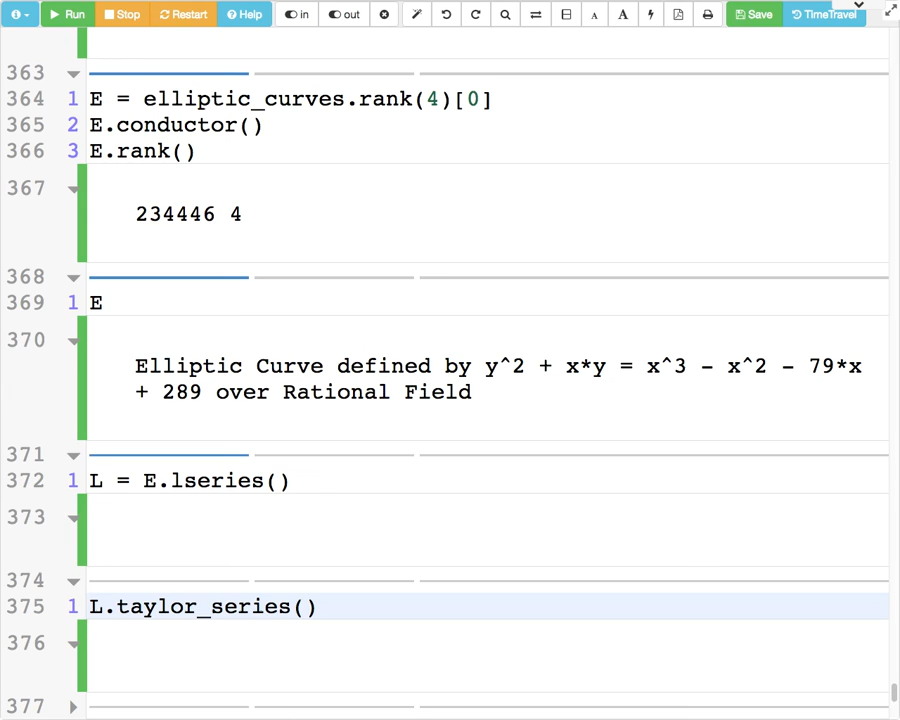 Run Stop Restart Help in out A A Save TimeTravel
363
364 1 E = elliptic_curves.rank(4)[0]
365 2 E.conductor()
366 3 E.rank()
367
234446 4
368
369 1 E
370
Elliptic Curve defined by y^2 + x*y = x^3 - x^2 - 79*x
+ 289 over Rational Field
371
372 1 L = E.lseries()
373
374
375 1 L.taylor_series()
376
377